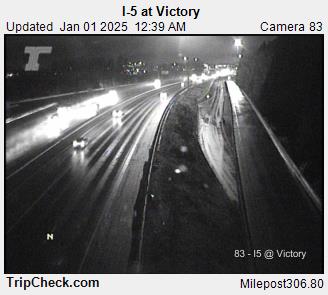 I-5 at Victory
Updated Jan 01 2025 12:39 AM Camera 83
N
83 - I5 @ Victory
TripCheck.com Milepost306.80